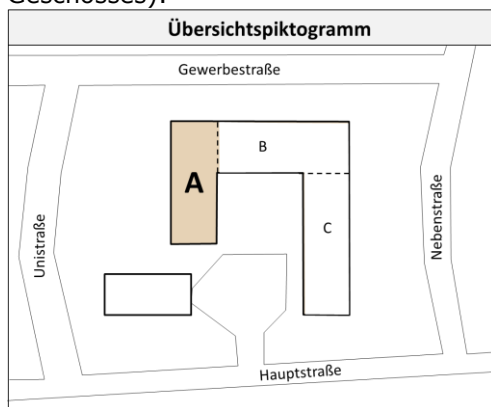 Geschosses).
Übersichtspiktogramm
Gewerbestraße
B
A
C
Unistraße
Nebenstraße
Hauptstraße